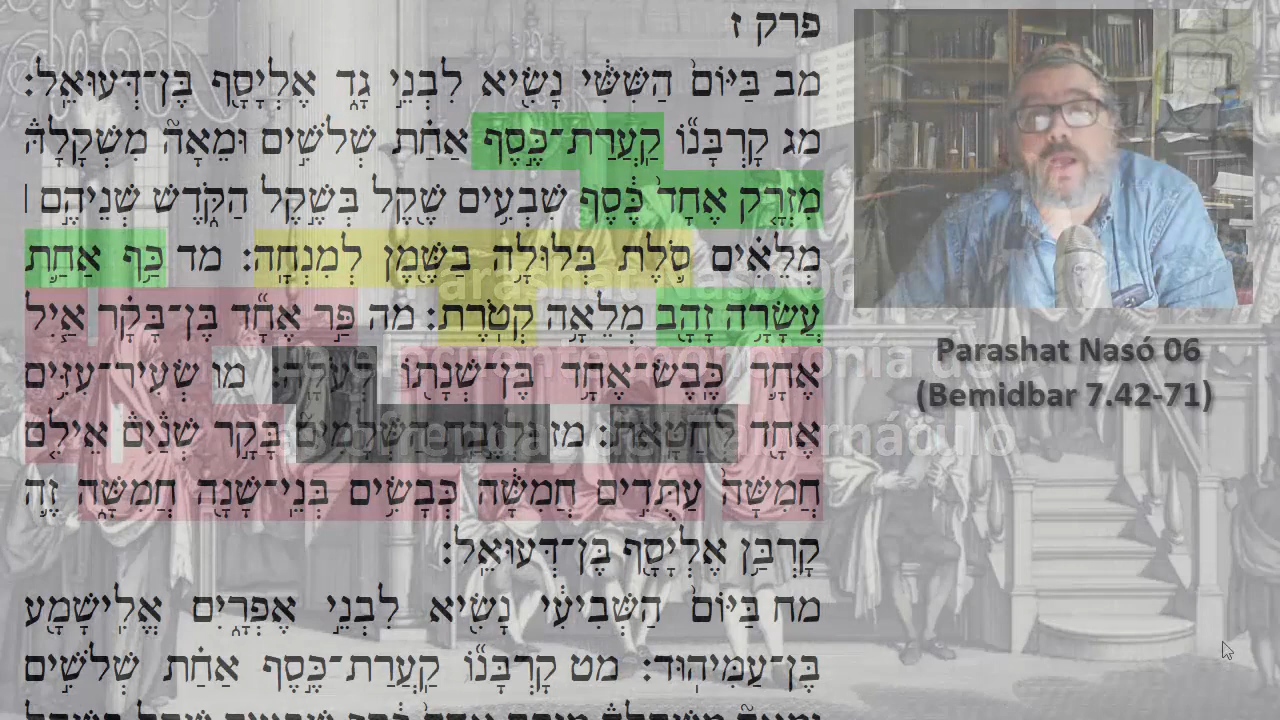 פרק ז
מב בַּיּוֹם֙ הַשִּׁשִּׁ֔י נָשִׂ֖יא לִבְנֵ֣י גָ֑ד אֶלְיָסָ֖ף בֶּן־דְּעוּאֵֽל׃
מג קָרְבָּנ֞וֹ קַֽעֲרַת־כֶּ֣סֶף אַחַ֗ת שְׁלֹשִׁ֣ים וּמֵאָה֮ מִשְׁקָלָהּ֒
מִזְרָ֤ק אֶחָד֙ כֶּ֔סֶף שִׁבְעִ֥ים שֶׁ֖קֶל בְּשֶׁ֣קֶל הַקֹּ֑דֶשׁ שְׁנֵיהֶ֣ם ׀
מְלֵאִ֗ים סֹ֛לֶת בְּלוּלָ֥ה בַשֶּׁ֖מֶן לְמִנְחָֽה׃ מד כַּ֥ף אַחַ֛ת
עֲשָׂרָ֥ה זָהָ֖ב מְלֵאָ֥ה קְטֹֽרֶת׃ מה פַּ֣ר אֶחָ֞ד בֶּן־בָּקָ֗ר אַ֧יִל
אֶחָ֛ד כֶּֽבֶשׂ־אֶחָ֥ד בֶּן־שְׁנָת֖וֹ לְעֹלָֽה׃ מו שְׂעִיר־עִזִּ֥ים
אֶחָ֖ד לְחַטָּֽאת׃ מז וּלְזֶ֣בַח הַשְּׁלָמִים֮ בָּקָ֣ר שְׁנַ֒יִם֒ אֵילִ֤ם
חֲמִשָּׁה֙ עַתֻּדִ֣ים חֲמִשָּׁ֔ה כְּבָשִׂ֥ים בְּנֵֽי־שָׁנָ֖ה חֲמִשָּׁ֑ה זֶ֛ה
קָרְבַּ֥ן אֶלְיָסָ֖ף בֶּן־דְּעוּאֵֽל׃
מח בַּיּוֹם֙ הַשְּׁבִיעִ֔י נָשִׂ֖יא לִבְנֵ֣י אֶפְרָ֑יִם אֱלִֽישָׁמָ֖ע
בֶּן־עַמִּיהֽוּד׃ מט קָרְבָּנ֞וֹ קַֽעֲרַת־כֶּ֣סֶף אַחַ֗ת שְׁלֹשִׁ֣ים
Parashat Nasó 06
(Bemidbar 7.42-71)